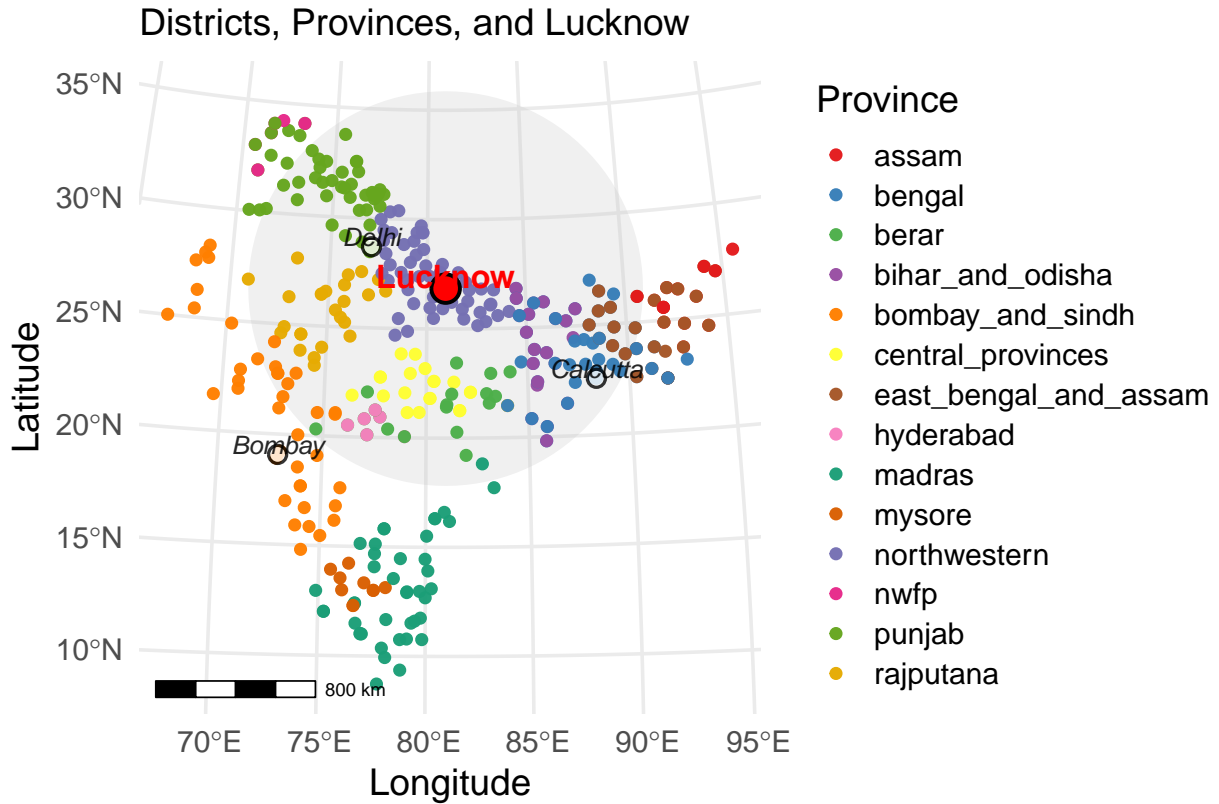 Districts, Provinces, and Lucknow
35°N
30°N
25°N
20°N
15°N
10°N
Latitude
Delhi
Lucknow
Calcutta
Bombay
800 km
70°E 75°E 80°E 85°E 90°E 95°E
Longitude
Province
assam
bengal
berar
bihar_and_odisha
bombay_and_sindh
central_provinces
east_bengal_and_assam
hyderabad
madras
mysore
northwestern
nwfp
punjab
rajputana